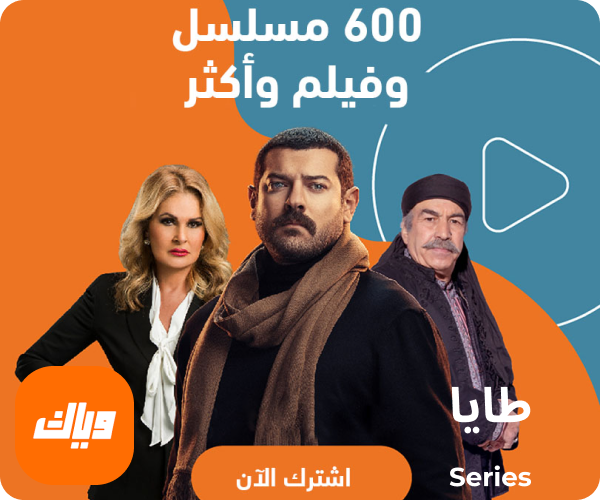 600 مسلسل
وفيلم وأكثر
طايا
Series
وياك
اشترك الآن